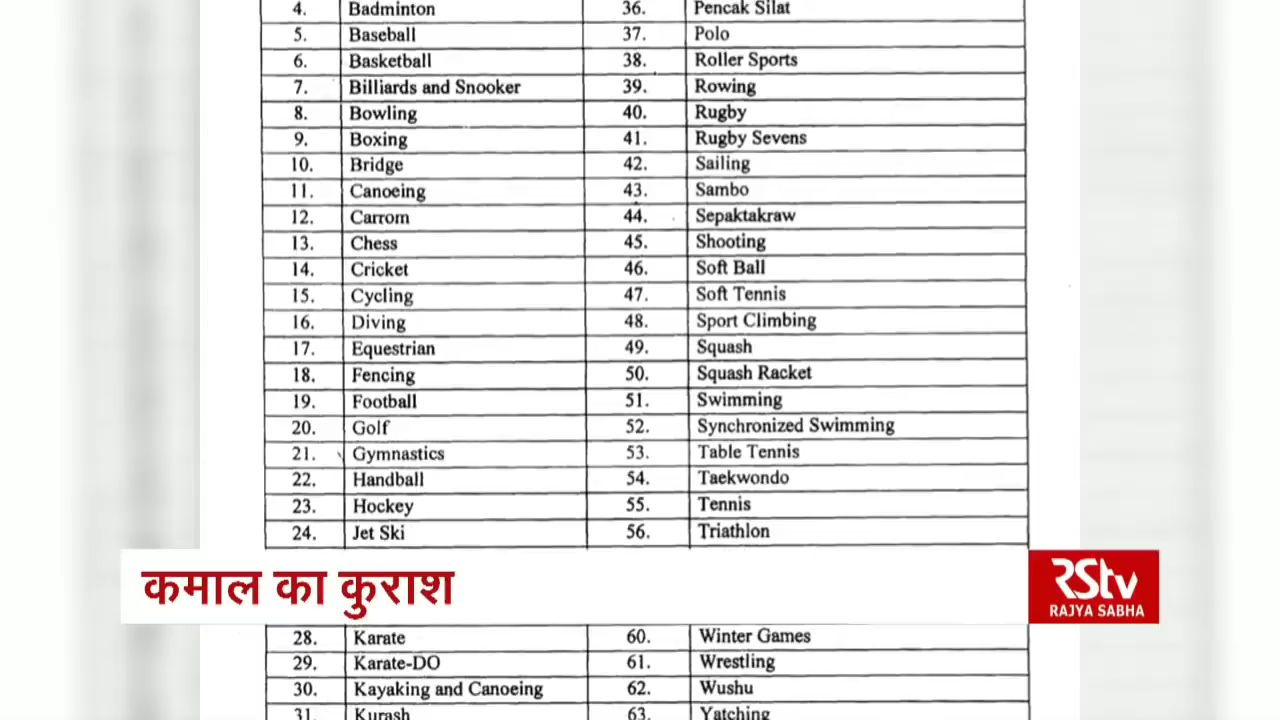 4. Badminton 36. Pencak Silat
5. Baseball 37. Polo
6. Basketball 38. Roller Sports
7. Billiards and Snooker 39. Rowing
8. Bowling 40. Rugby
9. Boxing 41. Rugby Sevens
10. Bridge 42. Sailing
11. Canoeing 43. Sambo
12. Carrom 44. Sepaktakraw
13. Chess 45. Shooting
14. Cricket 46. Soft Ball
15. Cycling 47. Soft Tennis
16. Diving 48. Sport Climbing
17. Equestrian 49. Squash
18. Fencing 50. Squash Racket
19. Football 51. Swimming
20. Golf 52. Synchronized Swimming
21. Gymnastics 53. Table Tennis
22. Handball 54. Taekwondo
23. Hockey 55. Tennis
24. Jet Ski 56. Triathlon
कमाल का कुराश
RStv
RAJYA SABHA
28. Karate 60. Winter Games
29. Karate-DO 61. Wrestling
30. Kayaking and Canoeing 62. Wushu
31. Kurash 63. Yatching